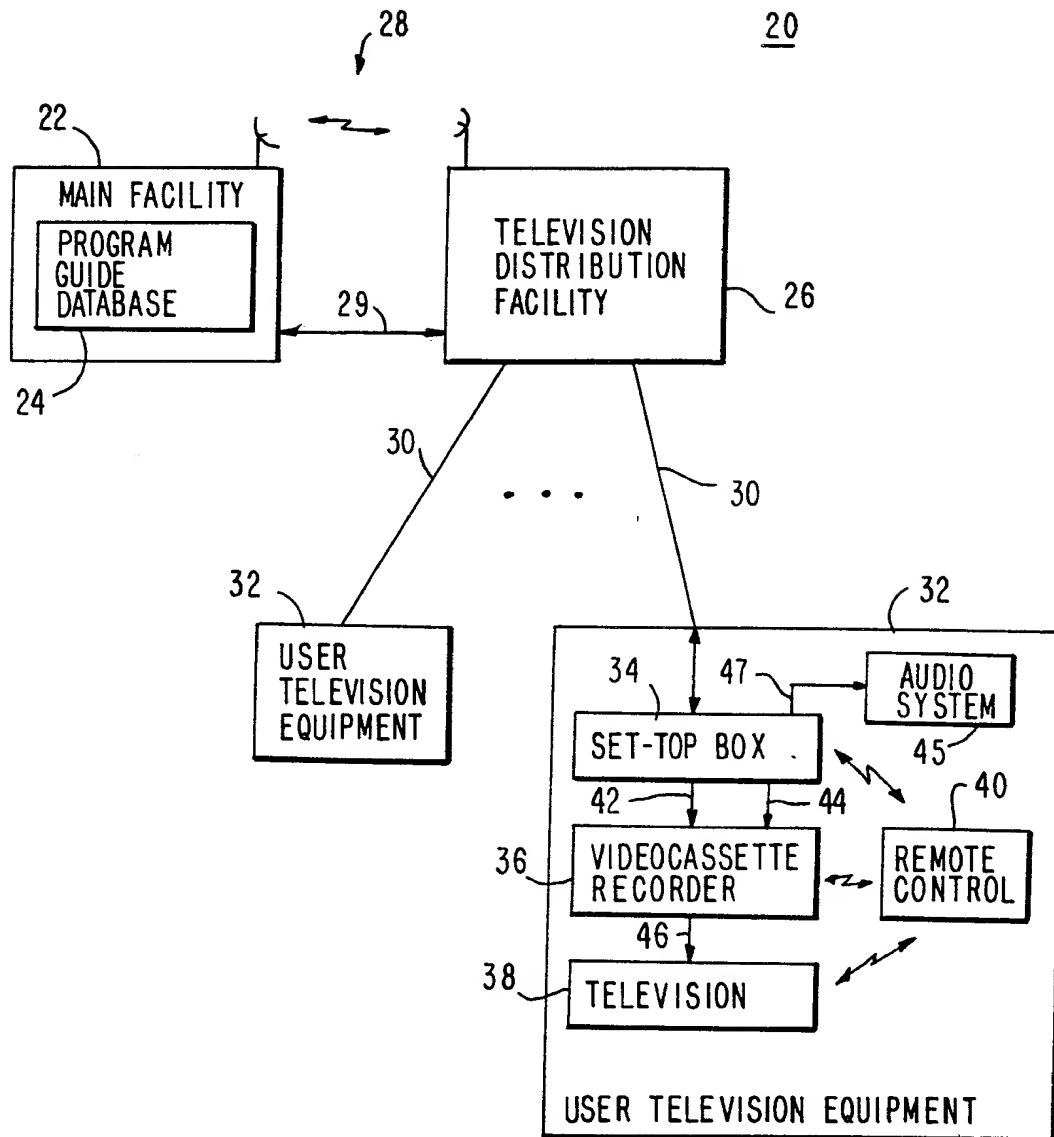 28
20
22
MAIN FACILITY
PROGRAM
GUIDE
DATABASE
24
29
TELEVISION
DISTRIBUTION
FACILITY
26
30
30
32
USER
TELEVISION
EQUIPMENT
32
34
47
AUDIO
SYSTEM
45
SET-TOP BOX
42
44
40
36
VIDEOCASSETTE
RECORDER
REMOTE
CONTROL
46
38
TELEVISION
USER TELEVISION EQUIPMENT